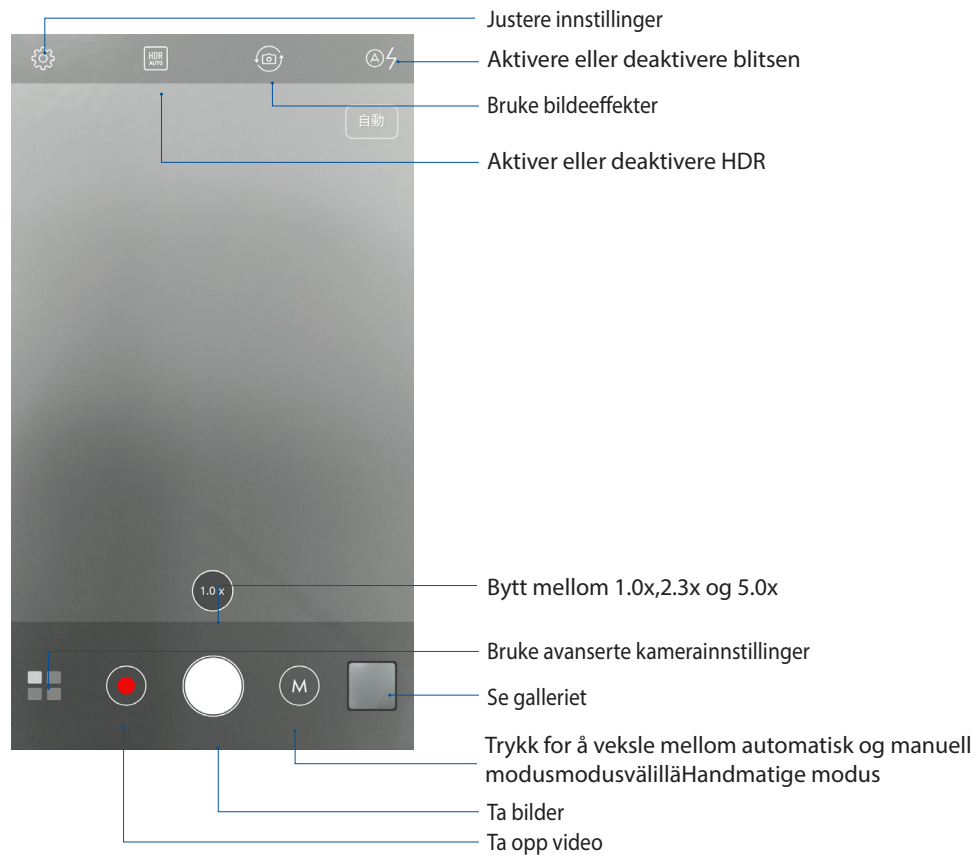 Justere innstillinger
Aktivere eller deaktivere blitsen
HDR
AUTO
A
Bruke bildeeffekter
自動
Aktiver eller deaktivere HDR
1.0 x
Bytt mellom 1.0x,2.3x og 5.0x
Bruke avanserte kamerainnstillinger
M
Se galleriet
Trykk for å veksle mellom automatisk og manuell
modusmodusvälilläHandmatige modus
Ta bilder
Ta opp video